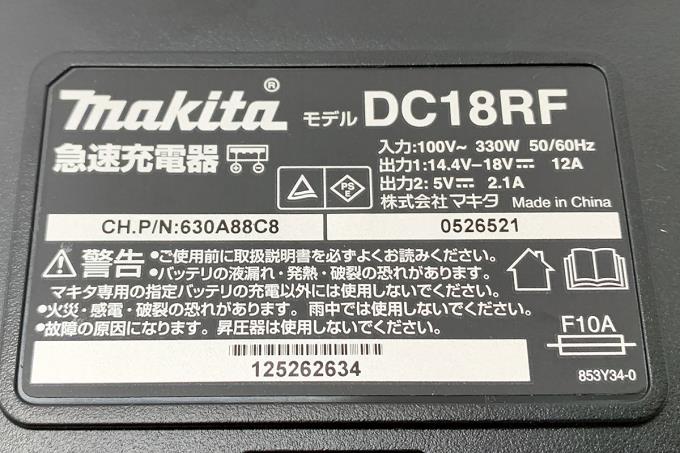 makita®
モデル DC18RF
急速充電器
入力:100V~ 330W 50/60Hz
出力1:14.4V-18V⎓ 12A
出力2:5V⎓ 2.1A
株式会社 マキタ Made in China
PS
E
CH.P/N:630A88C8
0526521
警告
●ご使用前に取扱説明書を必ずよくお読みください。
●バッテリの液漏れ・発熱・破裂の恐れがあります。
マキタ専用の指定バッテリの充電以外には使用しないでください。
●火災・感電・破裂の恐れがあります。雨中では使用しないでください。
●故障の原因になります。昇圧器は使用しないでください。
F10A
125262634
853Y34-0